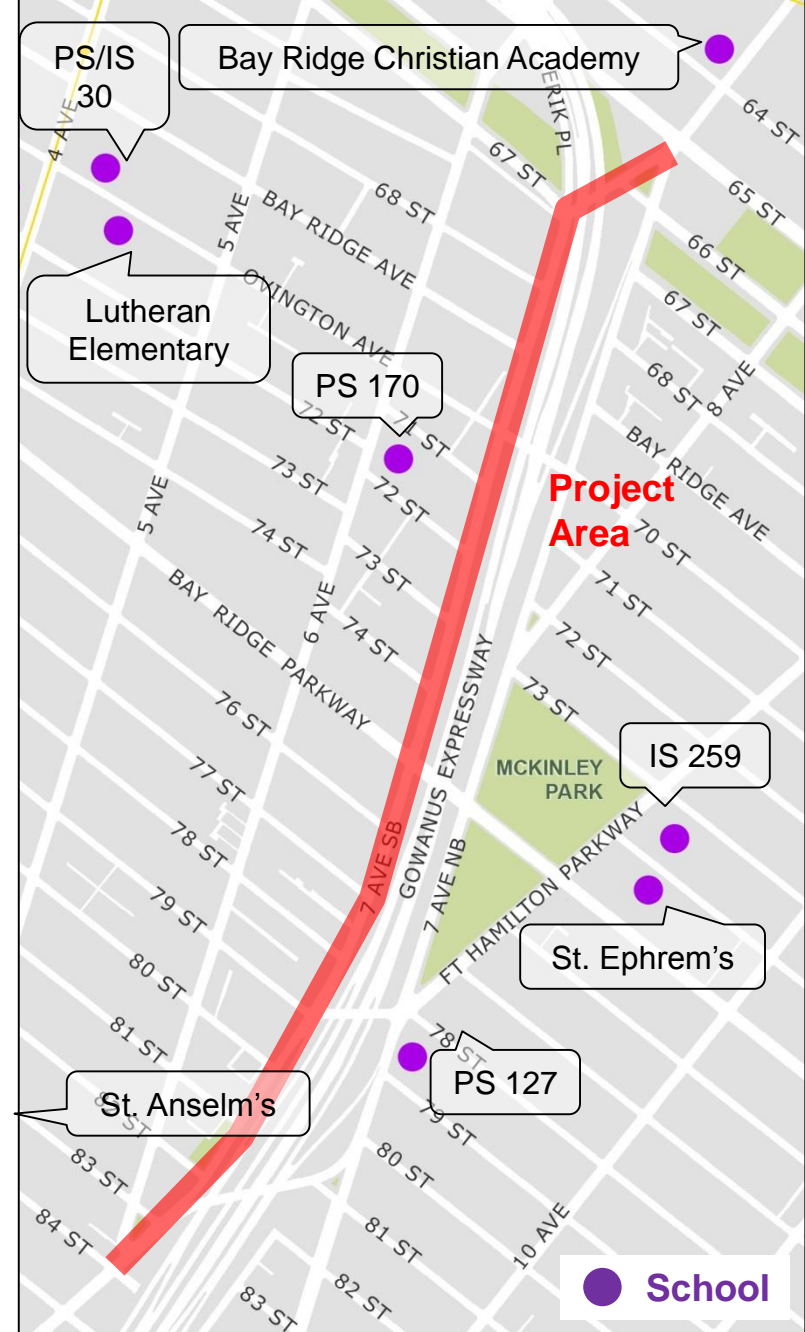 PS/IS
30
Bay Ridge Christian Academy
4 AVE
ERIK PL
64 ST
67 ST
65 ST
68 ST
BAY RIDGE AVE
5 AVE
66 ST
67 ST
OVINGTON AVE
Lutheran
Elementary
PS 170
68 ST
8 AVE
72 ST
71 ST
BAY RIDGE AVE
73 ST
72 ST
Project
Area
5 AVE
70 ST
74 ST
73 ST
71 ST
BAY RIDGE PARKWAY
6 AVE
74 ST
72 ST
76 ST
73 ST
GOWANUS EXPRESSWAY
MCKINLEY
PARK
IS 259
77 ST
78 ST
7 AVE SB
7 AVE NB
FT HAMILTON PARKWAY
79 ST
St. Ephrem's
80 ST
81 ST
78 ST
PS 127
St. Anselm's
79 ST
83 ST
80 ST
84 ST
81 ST
10 AVE
82 ST
83 ST
School